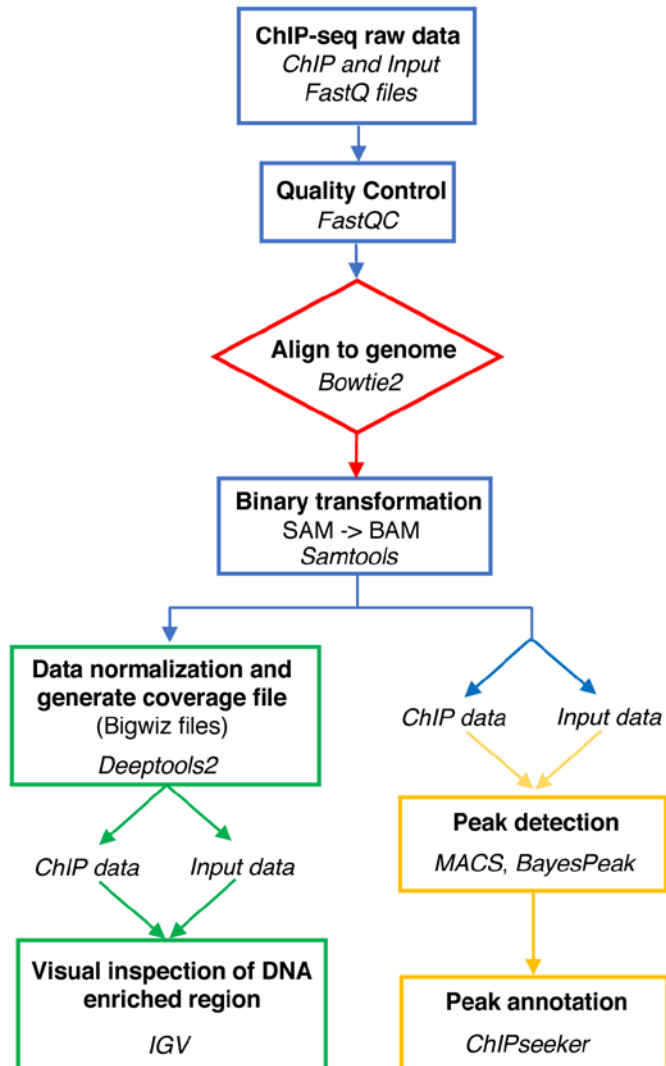 ChIP-seq raw data
ChIP and Input
FastQ files
Quality Control
FastQC
Align to genome
Bowtie2
Binary transformation
SAM -> BAM
Samtools
Data normalization and
generate coverage file
(Bigwiz files)
Deeptools2
ChIP data
Input data
Visual inspection of DNA
enriched region
IGV
ChIP data
Input data
Peak detection
MACS, BayesPeak
Peak annotation
ChIPseeker